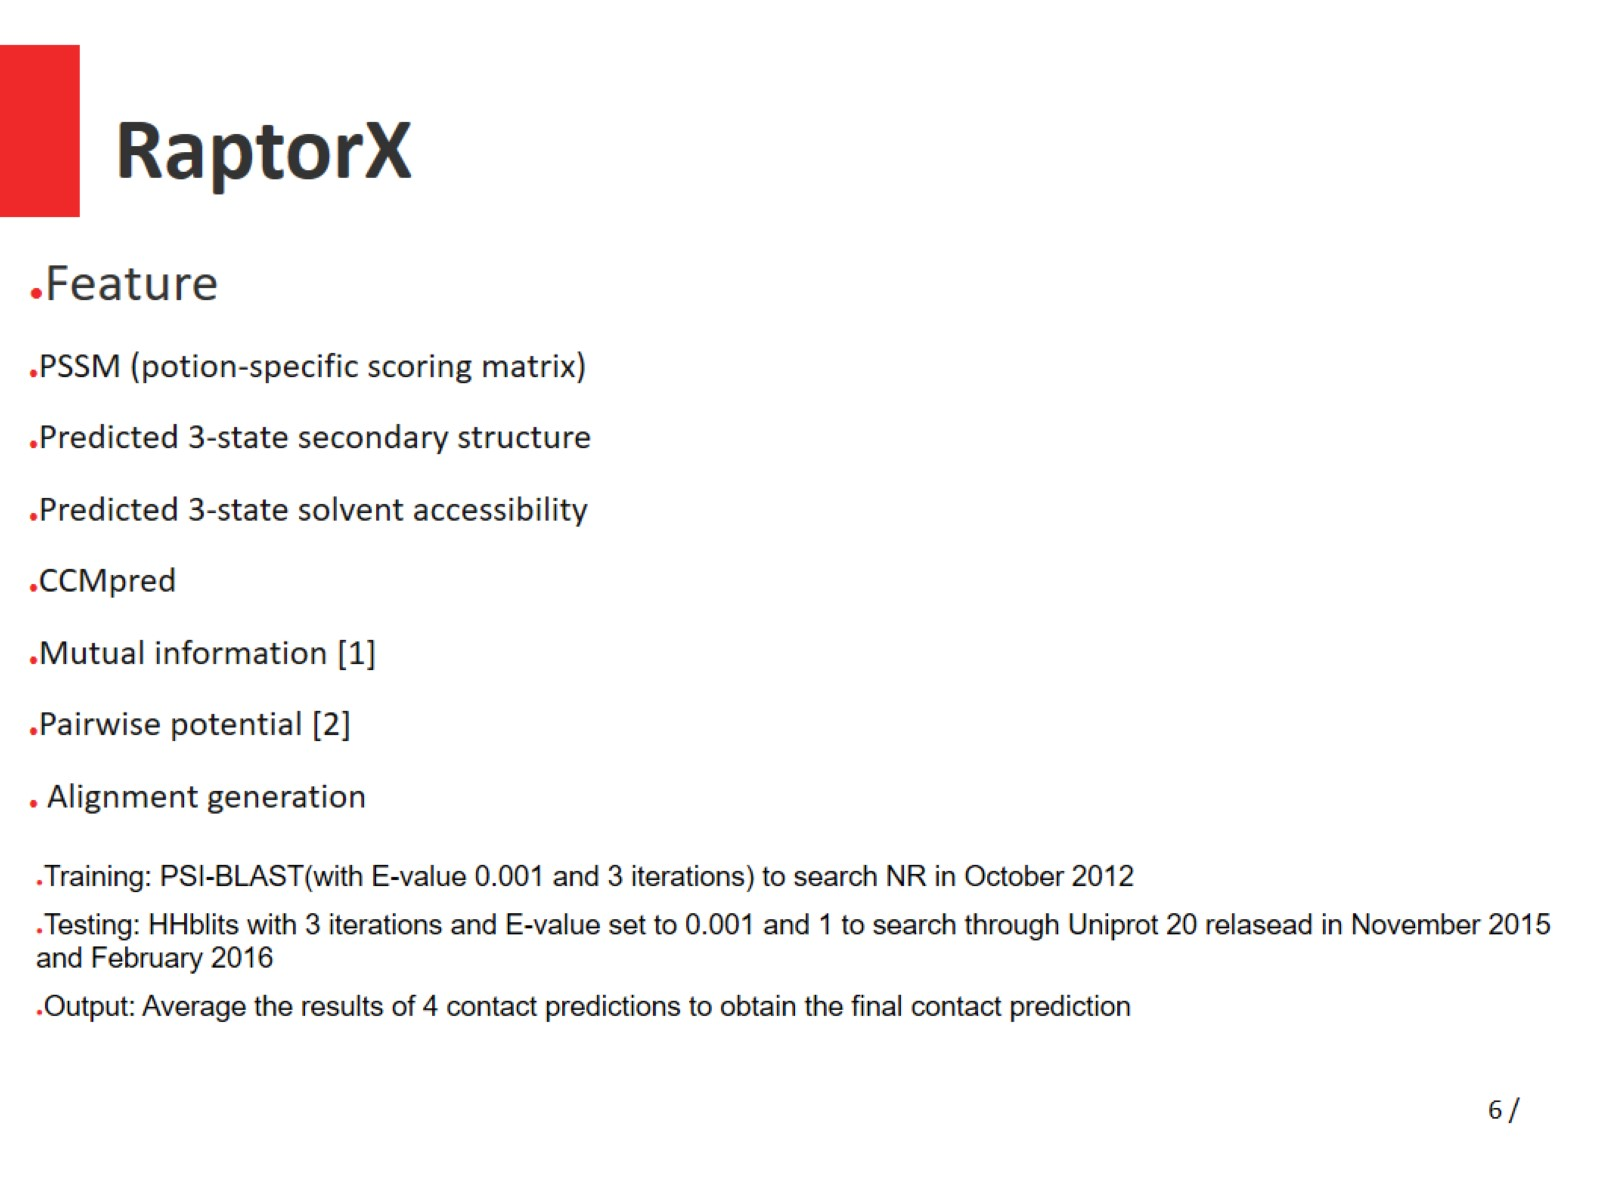 RaptorX
.Feature
.PSSM (potion-specific scoring matrix)
.Predicted 3-state secondary structure
.Predicted 3-state solvent accessibility
.CCMpred
.Mutual information [1]
.Pairwise potential [2]
. Alignment generation
.Training: PSI-BLAST(with E-value 0.001 and 3 iterations) to search NR in October 2012
.Testing: HHblits with 3 iterations and E-value set to 0.001 and 1 to search through Uniprot 20 relasead in November 2015
and February 2016
.Output: Average the results of 4 contact predictions to obtain the final contact prediction
6 /